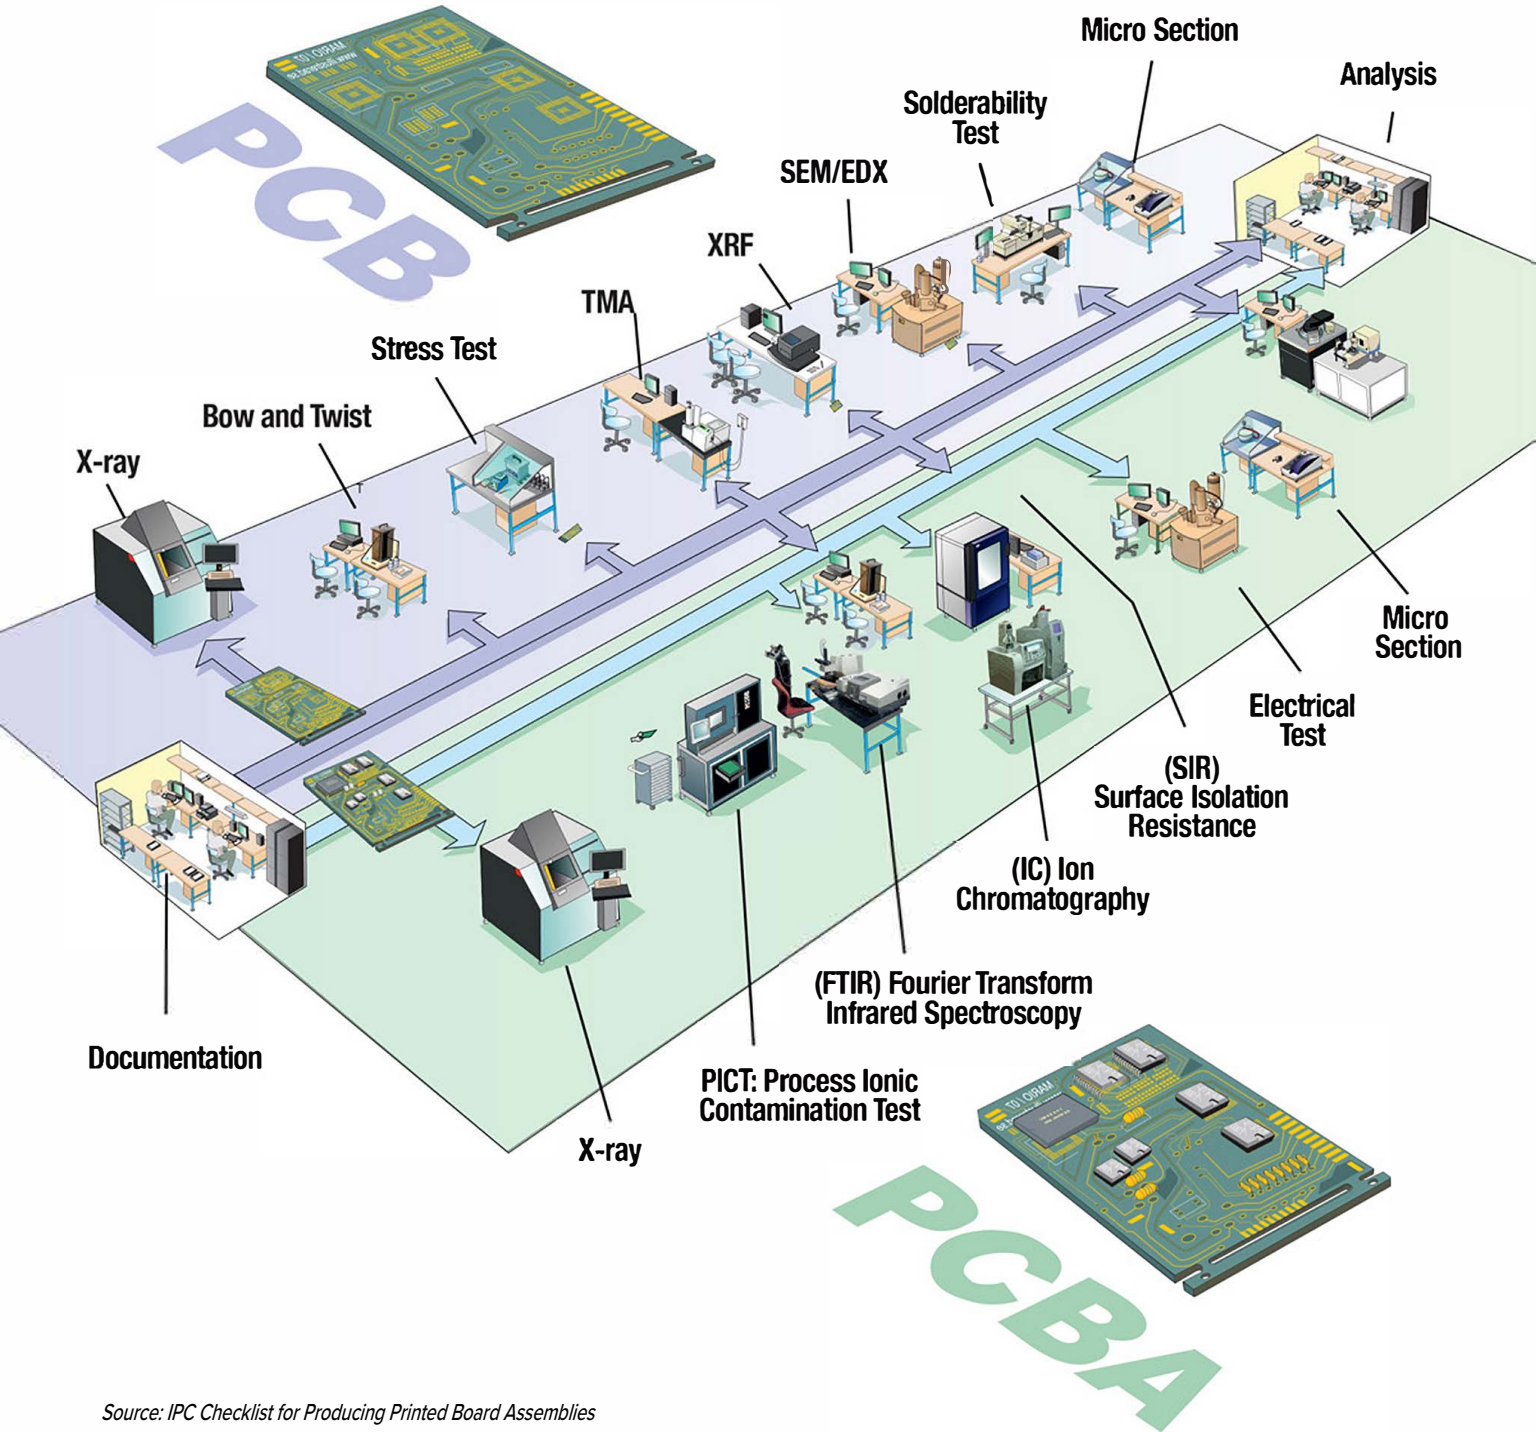 Micro Section
Analysis
Solderability
Test
SEM/EDX
XRF
TMA
Stress Test
Bow and Twist
X-ray
PCB
Micro
Section
Electrical
Test
(SIR)
Surface Isolation
Resistance
(IC) Ion
Chromatography
(FTIR) Fourier Transform
Infrared Spectroscopy
PICT: Process Ionic
Contamination Test
X-ray
Documentation
PCBA
Source: IPC Checklist for Producing Printed Board Assemblies